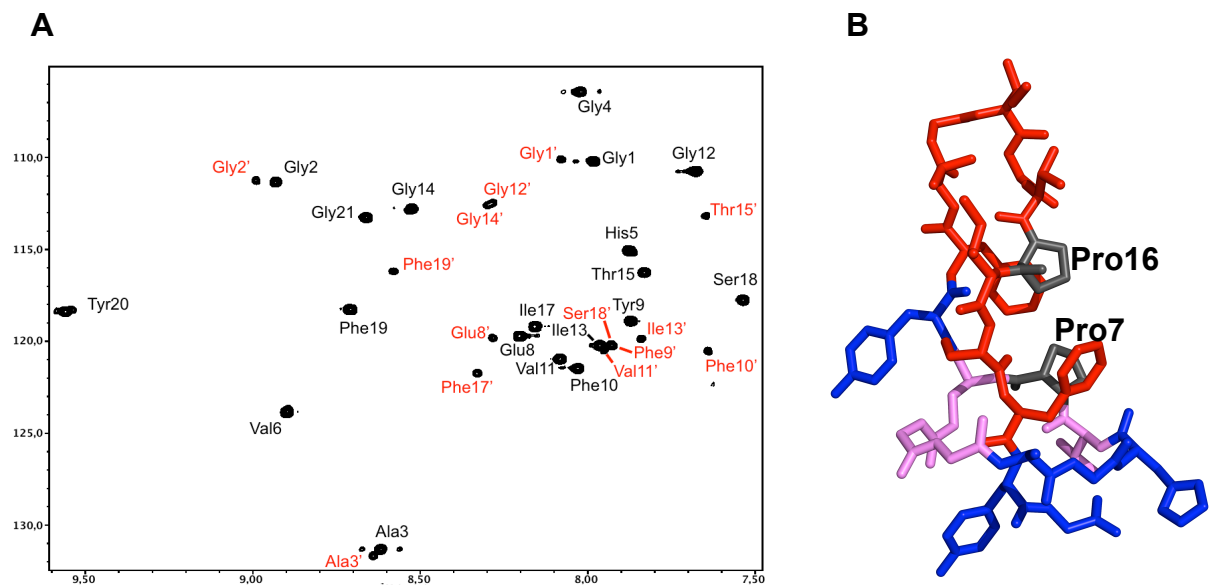 A
B
Gly4
110,0
Gly2'
Gly2
Gly1'
Gly1
Gly12
Gly21
Gly14
Gly12'
Gly14'
Thr15'
115,0
His5
Phe19'
Thr15
Tyr20
Phe19
Ile17
Ile13
Ser18'
Tyr9
Ser18
120,0
Glu8'
Glu8
Ile13'
Phe9'
Val11
Val11'
Phe10
Phe10'
Phe17'
Val6
125,0
130,0
Ala3
Ala3'
9,50
9,00
8,50
8,00
7,50
Pro16
Pro7